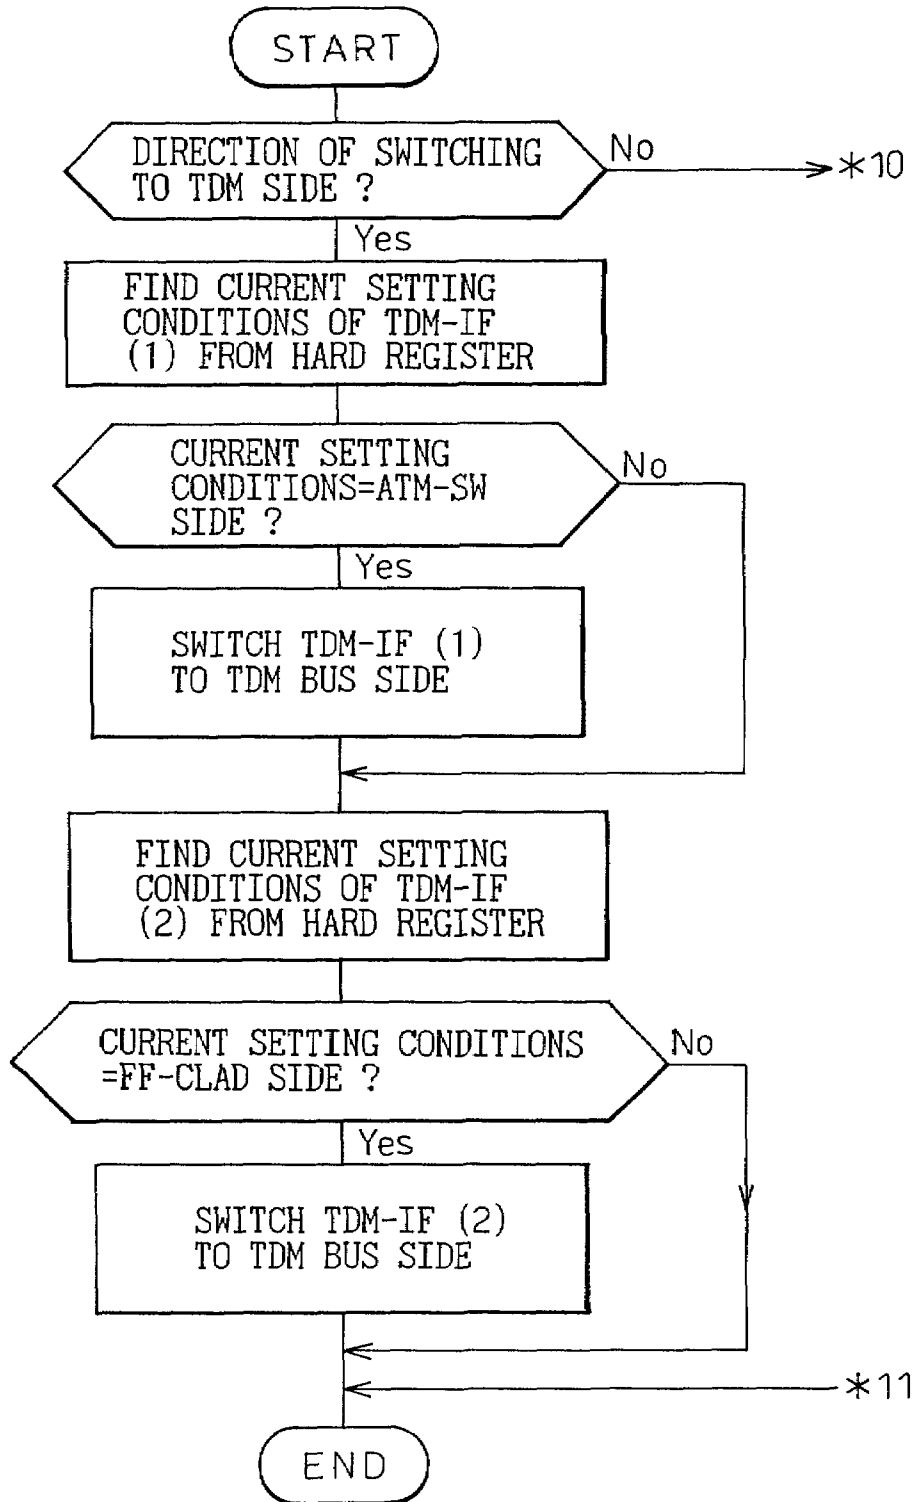 START
DIRECTION OF SWITCHING
TO TDM SIDE ?
No
*10
Yes
FIND CURRENT SETTING
CONDITIONS OF TDM-IF
(1) FROM HARD REGISTER
CURRENT SETTING
CONDITIONS=ATM-SW
SIDE ?
No
Yes
SWITCH TDM-IF (1)
TO TDM BUS SIDE
FIND CURRENT SETTING
CONDITIONS OF TDM-IF
(2) FROM HARD REGISTER
CURRENT SETTING CONDITIONS
=FF-CLAD SIDE ?
No
Yes
SWITCH TDM-IF (2)
TO TDM BUS SIDE
*11
END